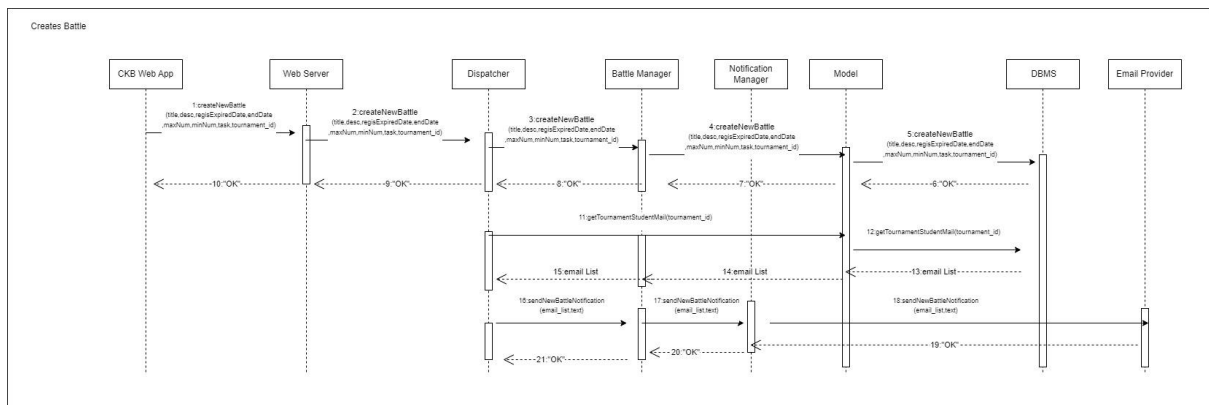 Creates Battle
CKB Web App
Web Server
Dispatcher
Battle Manager
Notification
Manager
Model
DBMS
Email Provider
1:createNewBattle
(title,desc,regisExpiredDate,endDate
,maxNum,minNum,task,tournament_id)
2:createNewBattle
(title,desc,regisExpiredDate,endDate
,maxNum,minNum,task,tournament_id)
3:createNewBattle
(title,desc,regisExpiredDate,endDate
,maxNum,minNum,task,tournament_id)
4:createNewBattle
(title,desc,regisExpiredDate,endDate
,maxNum,minNum,task,tournament_id)
5:createNewBattle
(title,desc,regisExpiredDate,endDate
,maxNum,minNum,task,tournament_id)
10:"OK"
9:"OK"
8:"OK"
7:"OK"
6:"OK"
11:getTournamentStudentMail(tournament_id)
12:getTournamentStudentMail(tournament_id)
15:email List
14:email List
13:email List
16:sendNewBattleNotification
(email_list,text)
17:sendNewBattleNotification
(email_list,text)
18:sendNewBattleNotification
(email_list,text)
19:"OK"
20:"OK"
21:"OK"